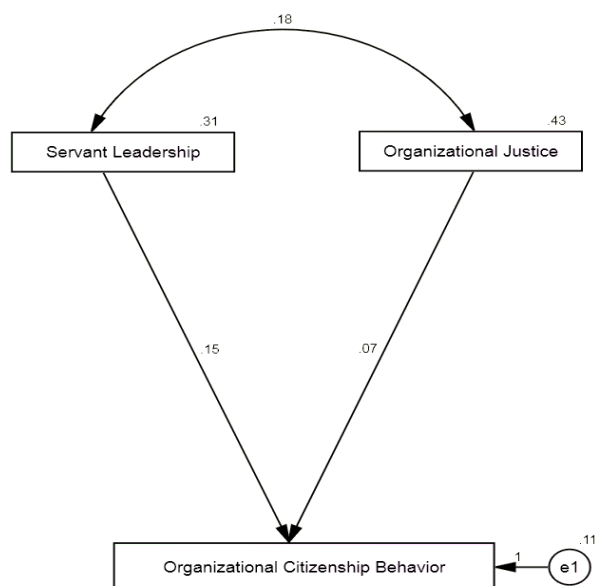 .18
.31
Servant Leadership
.43
Organizational Justice
.15
.07
Organizational Citizenship Behavior
1
.11
e1